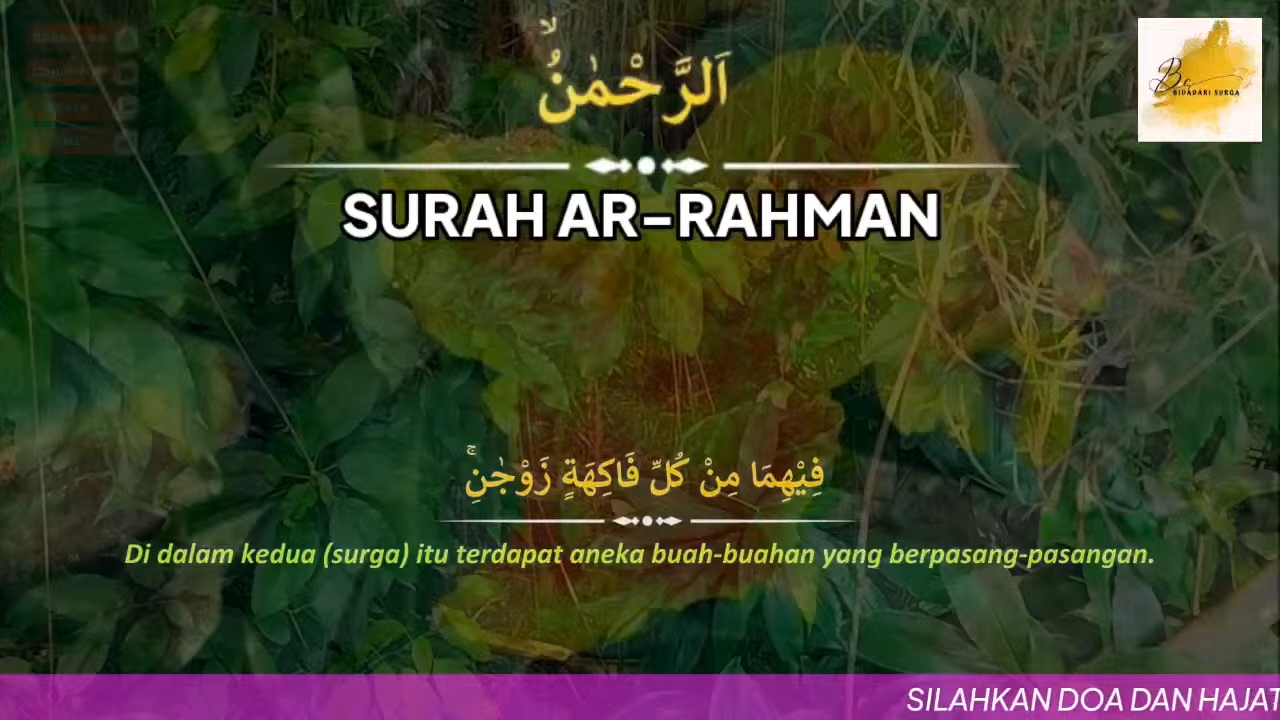 اَلرَّحْمٰنُۙ
Bs
BIDADARI SURGA
SURAH AR-RAHMAN
فِيْهِمَا مِنْ كُلِّ فَاكِهَةٍ زَوْجٰنِۚ
Di dalam kedua (surga) itu terdapat aneka buah-buahan yang berpasang-pasangan.
SILAHKAN DOA DAN HAJAT